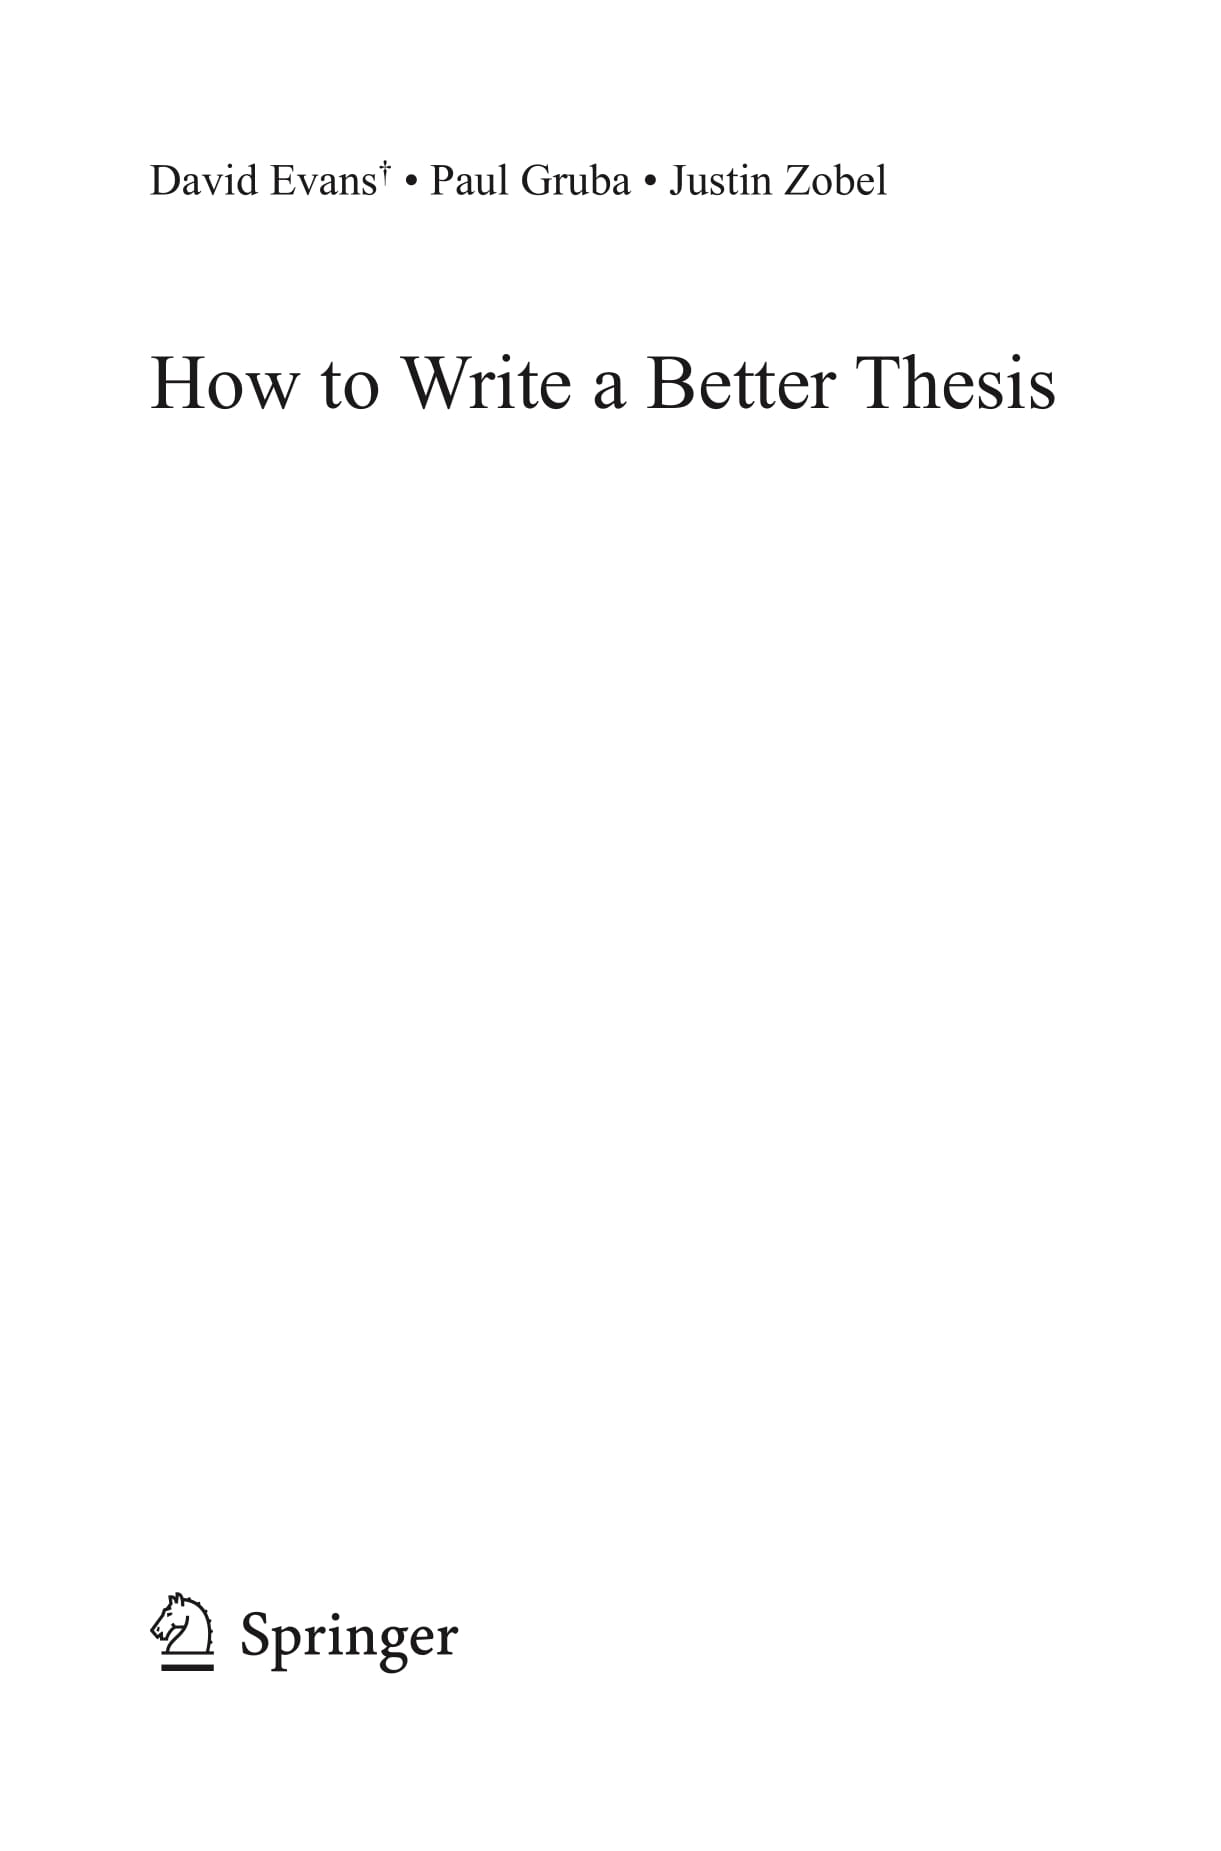 David Evans† • Paul Gruba • Justin Zobel
How to Write a Better Thesis
Springer